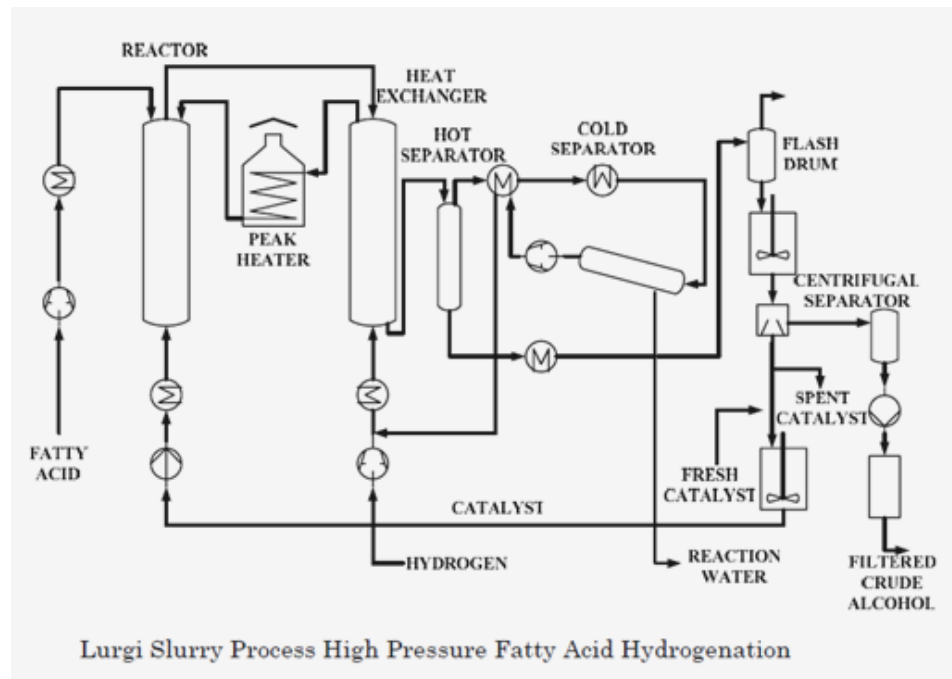 REACTOR
HEAT
EXCHANGER
HOT
SEPARATOR
COLD
SEPARATOR
FLASH
DRUM
PEAK
HEATER
CENTRIFUGAL
SEPARATOR
SPENT
CATALYST
FATTY
ACID
FRESH
CATALYST
CATALYST
HYDROGEN
REACTION
WATER
FILTERED
CRUDE
ALCOHOL
Lurgi Slurry Process High Pressure Fatty Acid Hydrogenation